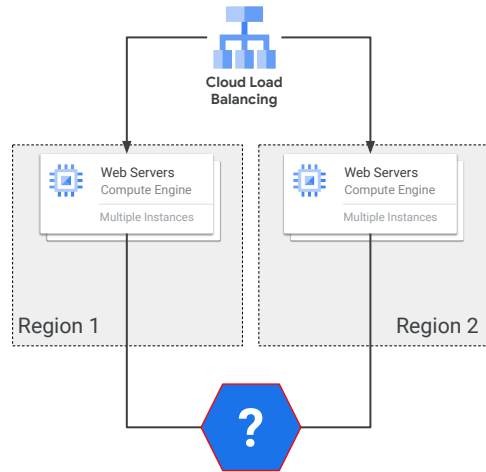 Cloud Load
Balancing
Web Servers
Compute Engine
Multiple Instances
Region 1
Web Servers
Compute Engine
Multiple Instances
Region 2
?